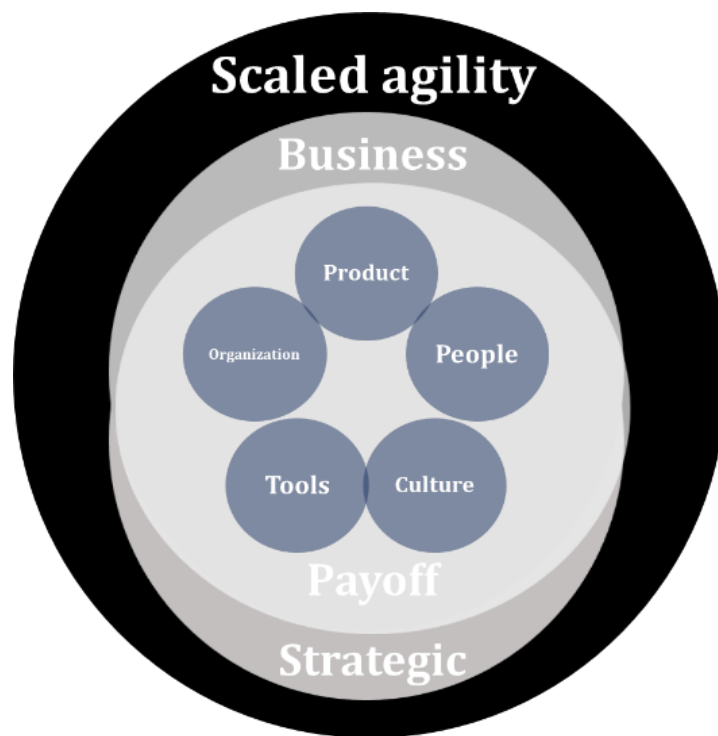 Scaled agility
Business
Product
Organization
People
Tools
Culture
Payoff
Strategic